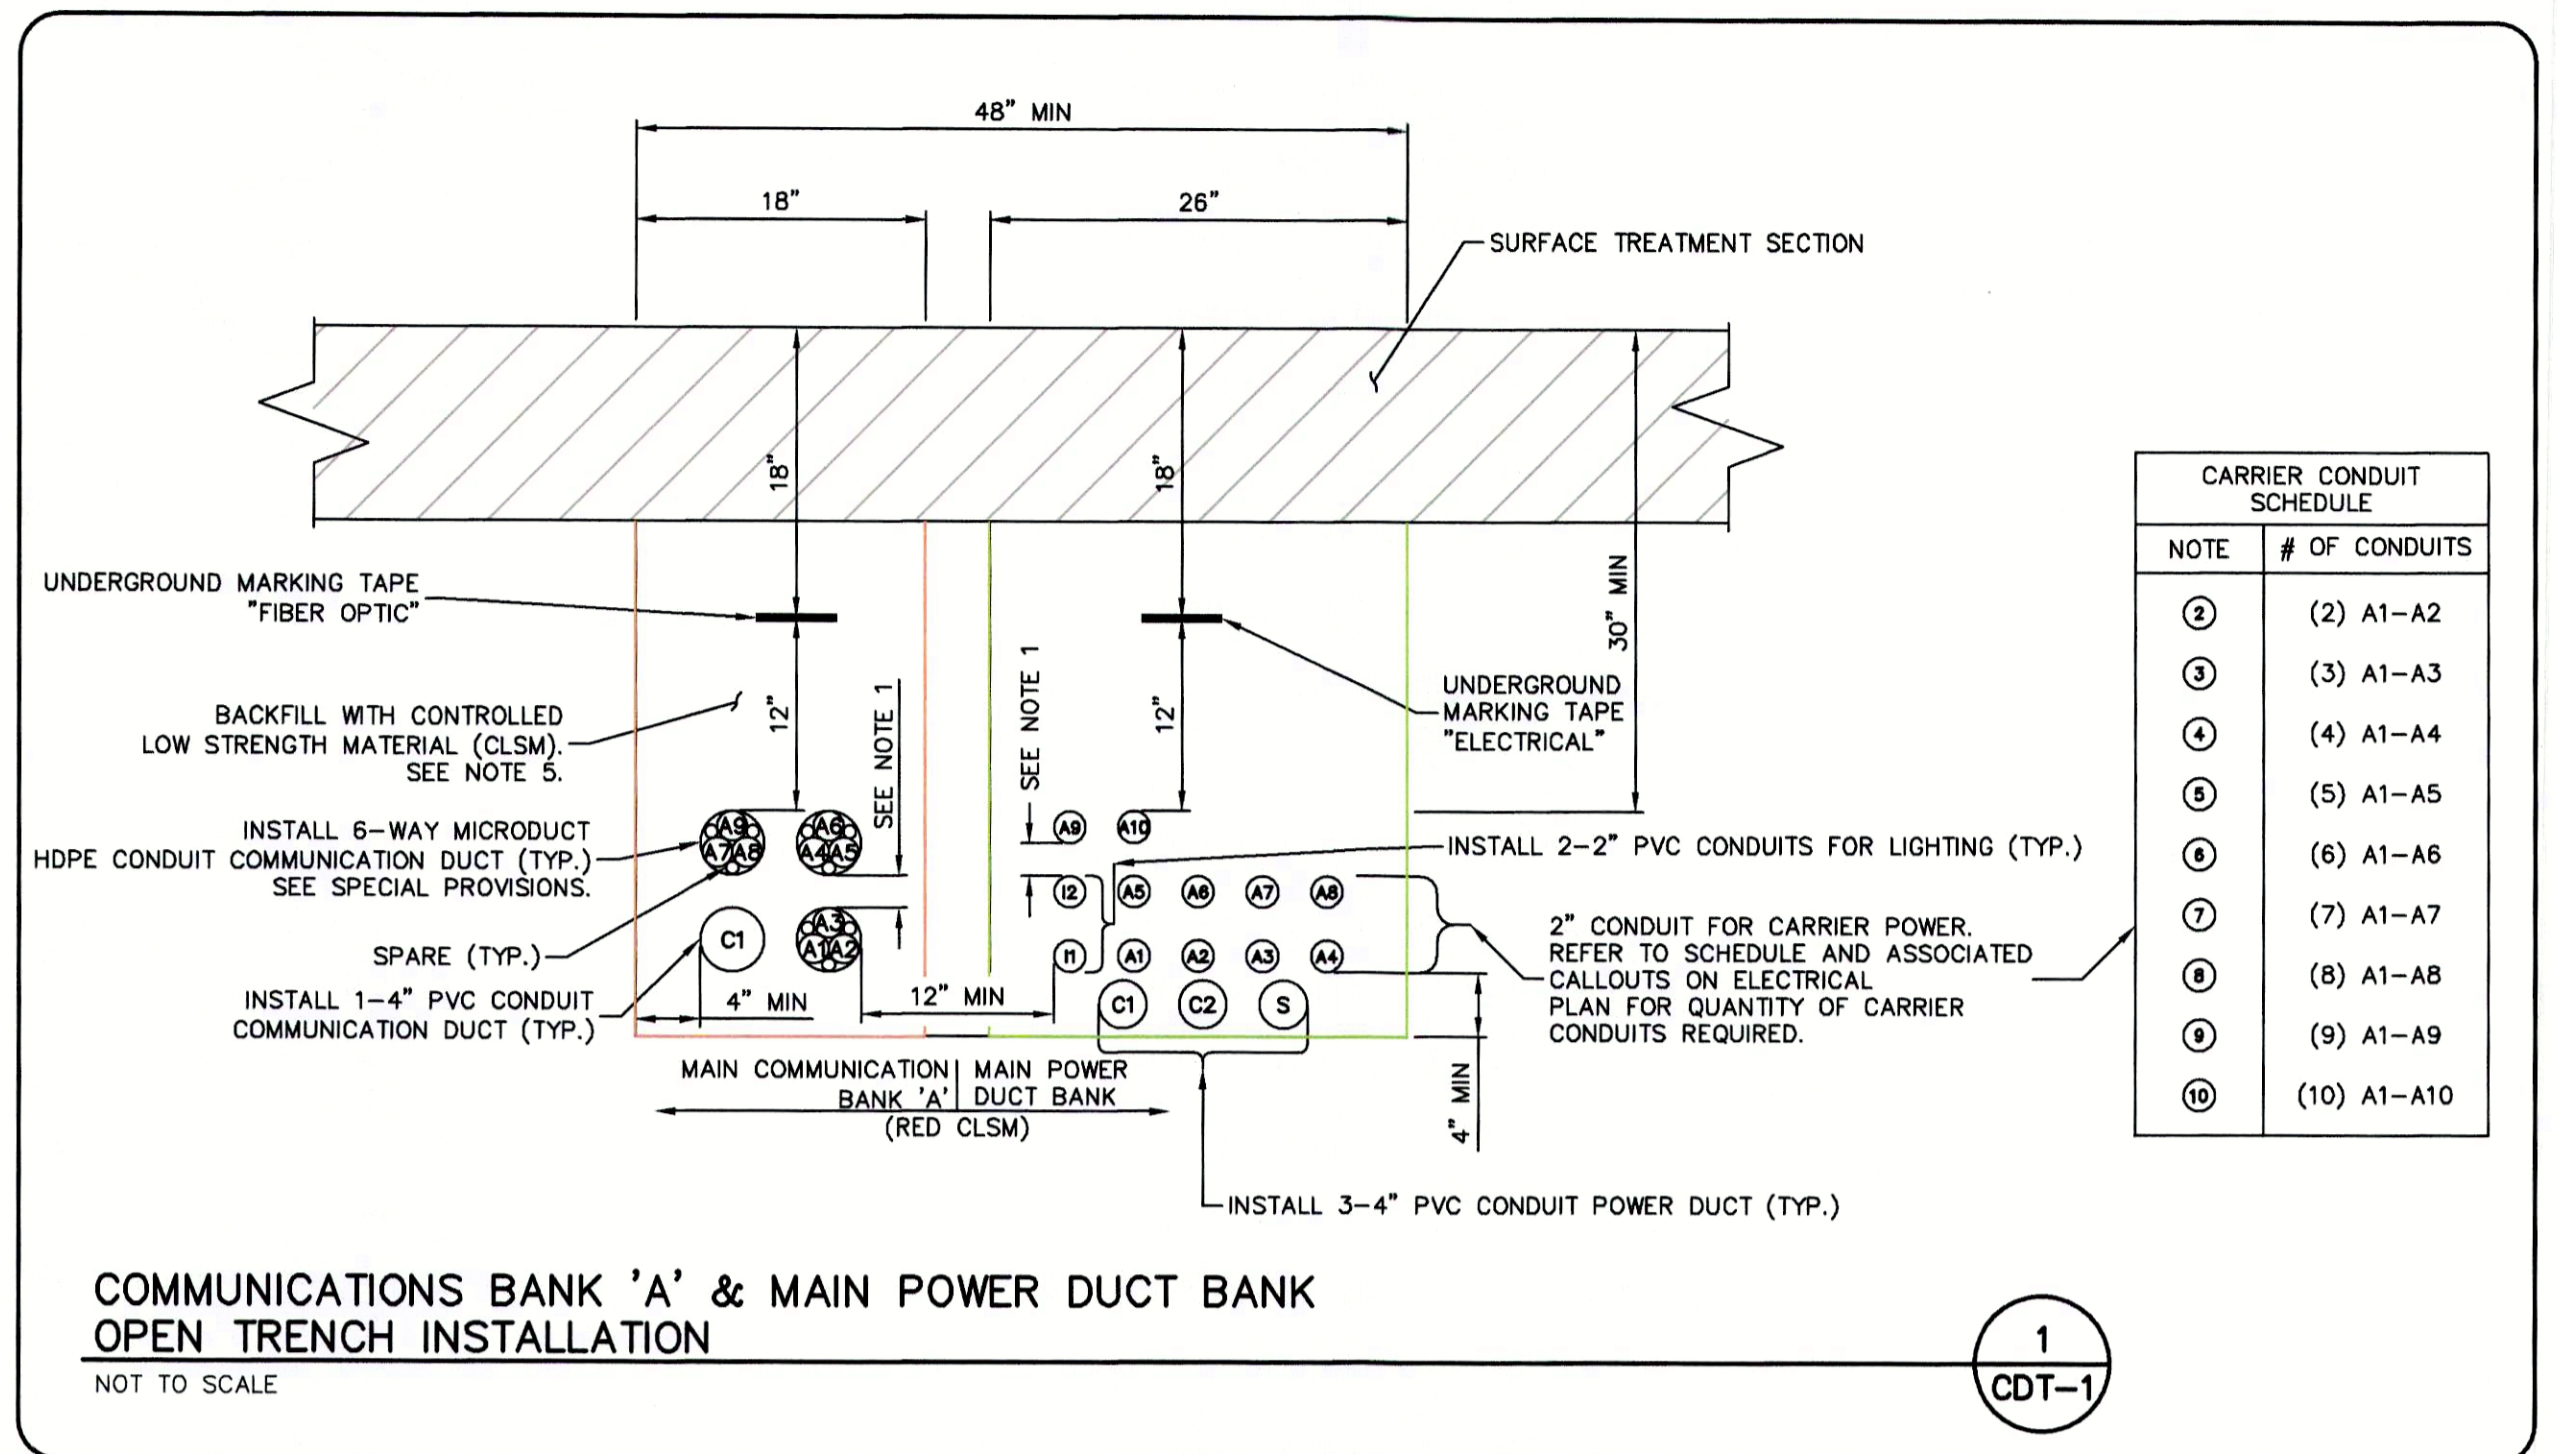 48” MIN
18”
26”
SURFACE TREATMENT SECTION
18”
18”
30” MIN
UNDERGROUND MARKING TAPE
"FIBER OPTIC"
12”
12”
SEE NOTE 1
SEE NOTE 1
UNDERGROUND
MARKING TAPE
"ELECTRICAL"
BACKFILL WITH CONTROLLED
LOW STRENGTH MATERIAL (CLSM).
SEE NOTE 5.
INSTALL 6-WAY MICRODUCT
HDPE CONDUIT COMMUNICATION DUCT (TYP.)
SEE SPECIAL PROVISIONS.
SPARE (TYP.)
INSTALL 1-4” PVC CONDUIT
COMMUNICATION DUCT (TYP.)
A9
A7 A8
A6
A4 A5
C1
A3
A1 A2
A9 A10
I2 A5 A6 A7 A8
I1 A1 A2 A3 A4
C1 C2 S
INSTALL 2-2” PVC CONDUITS FOR LIGHTING (TYP.)
2” CONDUIT FOR CARRIER POWER.
REFER TO SCHEDULE AND ASSOCIATED
CALLOUTS ON ELECTRICAL
PLAN FOR QUANTITY OF CARRIER
CONDUITS REQUIRED.
4” MIN
12” MIN
4” MIN
MAIN COMMUNICATION
BANK 'A'
MAIN POWER
DUCT BANK
(RED CLSM)
INSTALL 3-4” PVC CONDUIT POWER DUCT (TYP.)
CARRIER CONDUIT
SCHEDULE
NOTE # OF CONDUITS
2 (2) A1-A2
3 (3) A1-A3
4 (4) A1-A4
5 (5) A1-A5
6 (6) A1-A6
7 (7) A1-A7
8 (8) A1-A8
9 (9) A1-A9
10 (10) A1-A10
COMMUNICATIONS BANK 'A' & MAIN POWER DUCT BANK
OPEN TRENCH INSTALLATION
NOT TO SCALE
1
CDT-1